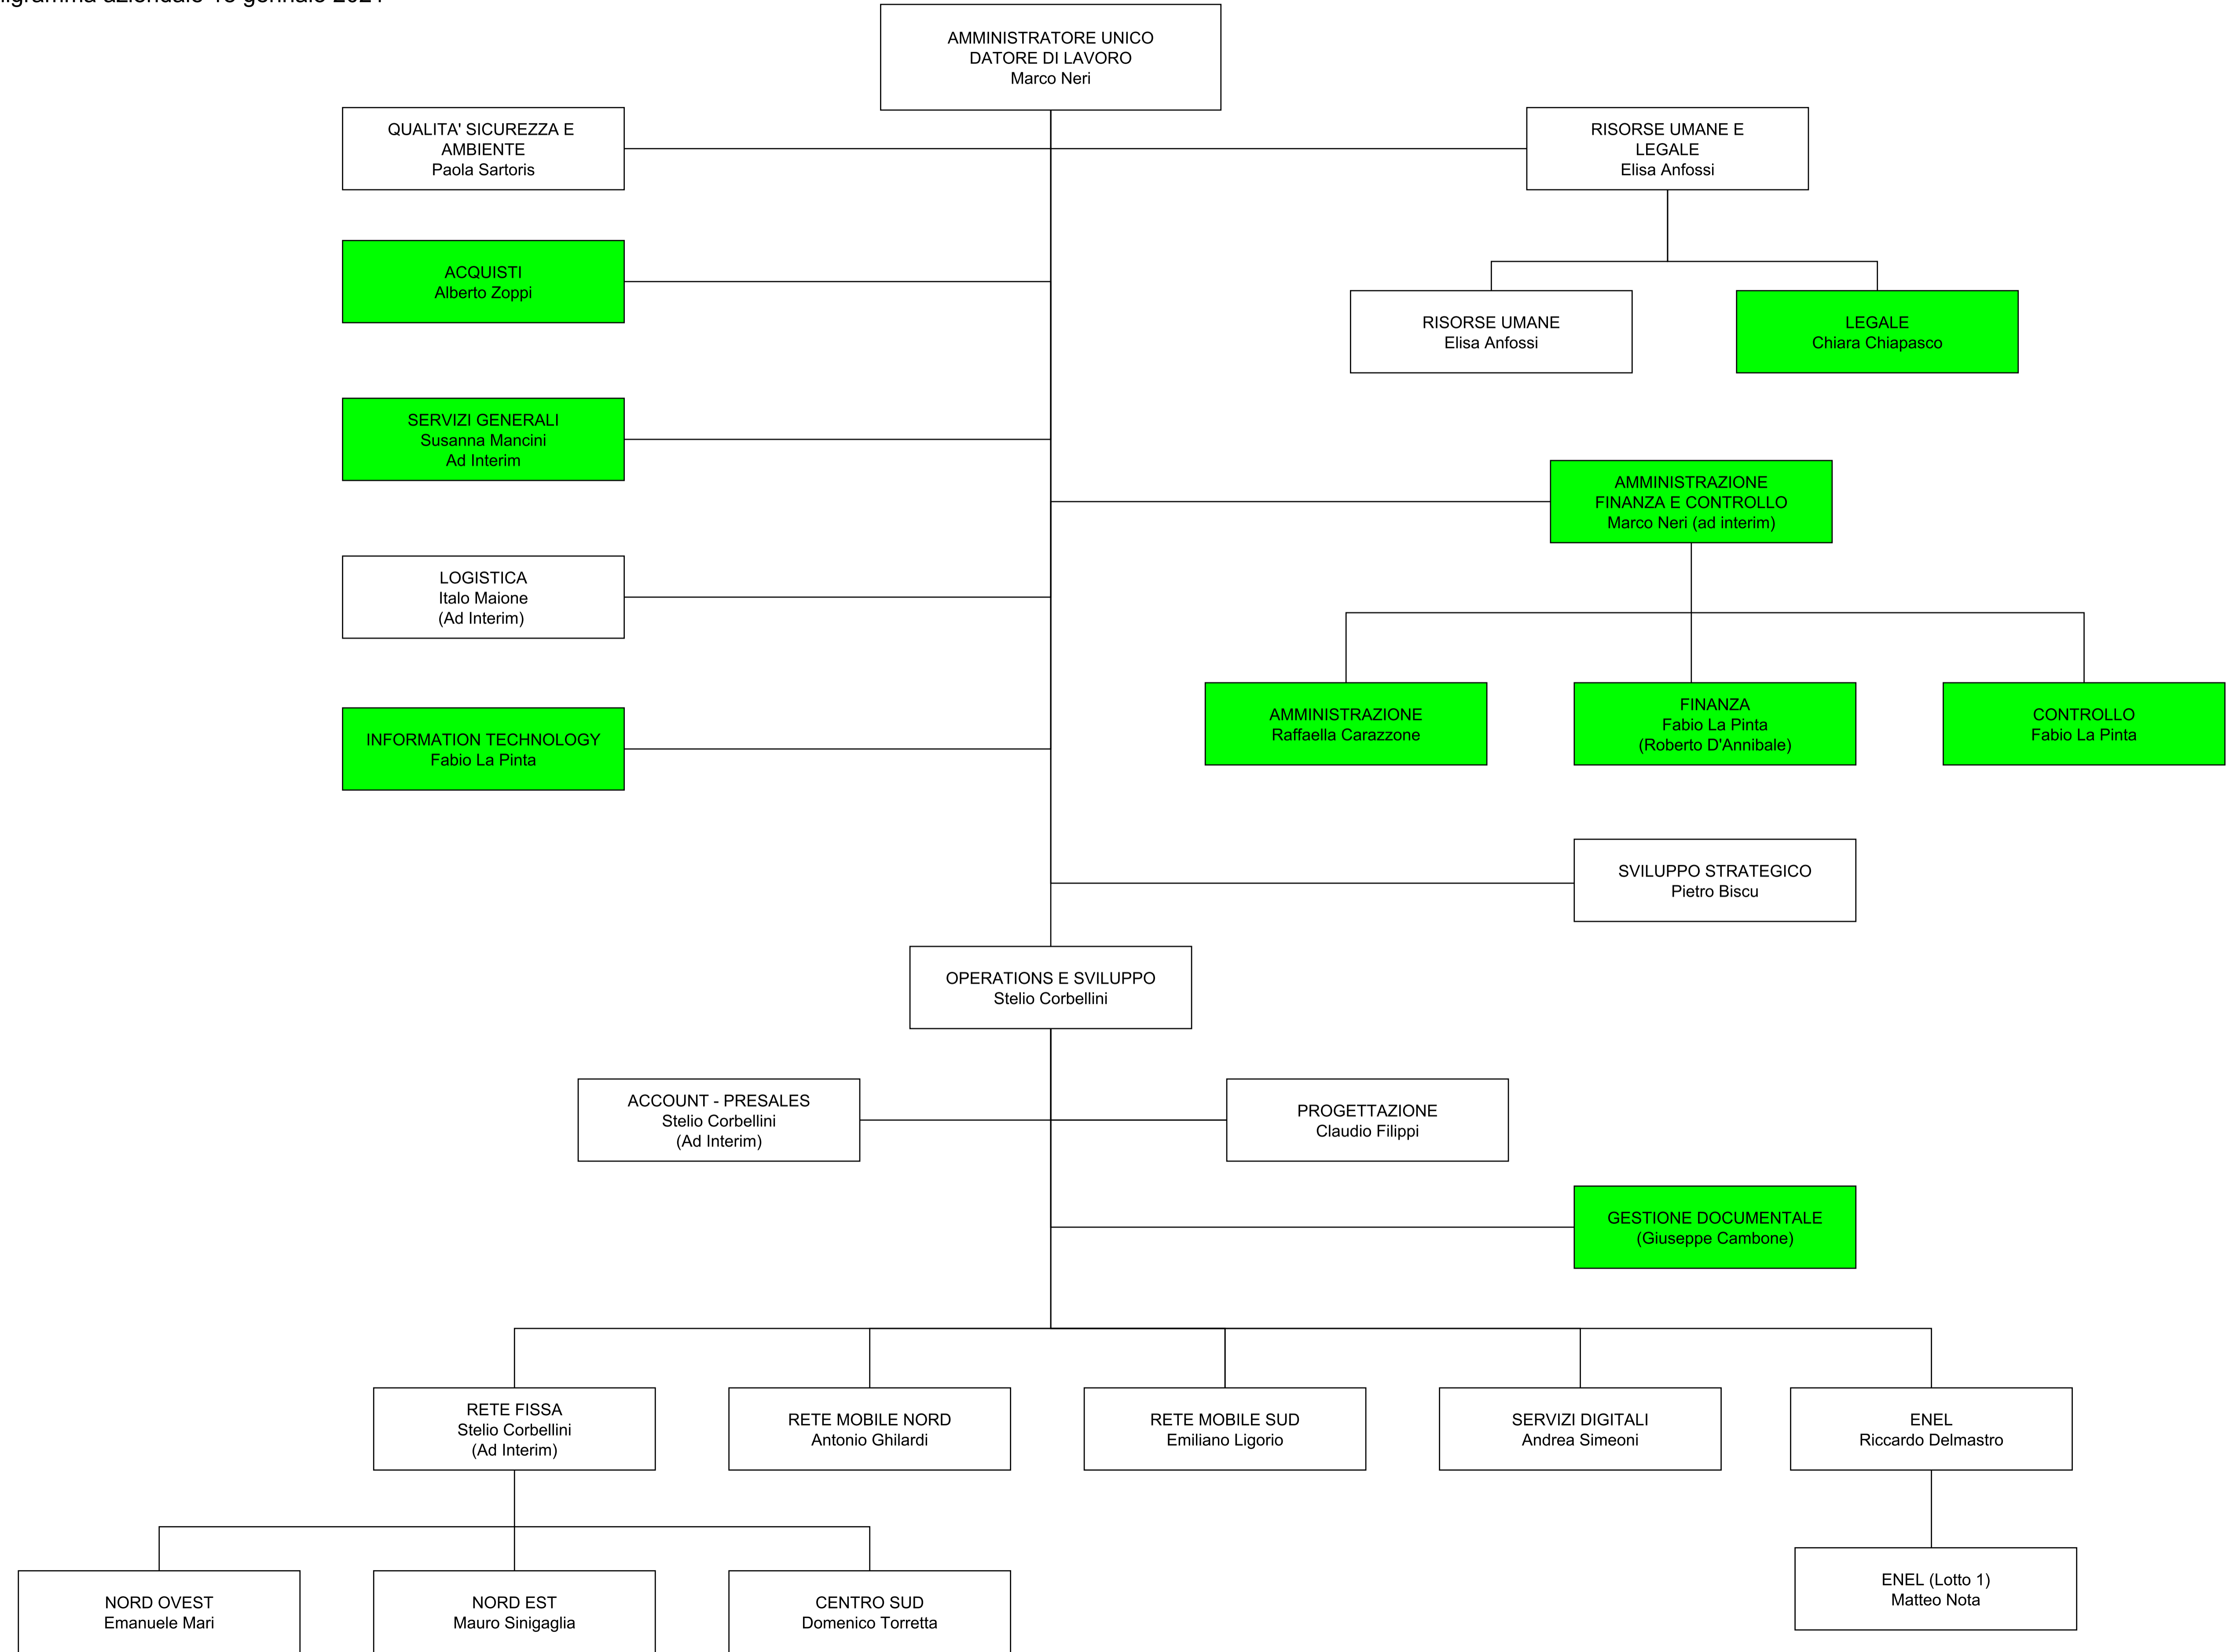 aziendale
gennaio
AMMINISTRATORE UNICO
DATORE DI LAVORO
Marco Neri
QUALITA' SICUREZZA E
AMBIENTE
Paola Sartoris
RISORSE UMANE E
LEGALE
Elisa Anfossi
ACQUISTI
Alberto Zoppi
RISORSE UMANE
Elisa Anfossi
LEGALE
Chiara Chiapasco
SERVIZI GENERALI
Susanna Mancini
Ad Interim
AMMINISTRAZIONE
FINANZA E CONTROLLO
Marco Neri (ad interim)
LOGISTICA
Italo Maione
(Ad Interim)
INFORMATION TECHNOLOGY
Fabio La Pinta
AMMINISTRAZIONE
Raffaella Carazzone
FINANZA
Fabio La Pinta
(Roberto D'Annibale)
CONTROLLO
Fabio La Pinta
SVILUPPO STRATEGICO
Pietro Biscu
OPERATIONS E SVILUPPO
Stelio Corbellini
ACCOUNT - PRESALES
Stelio Corbellini
(Ad Interim)
PROGETTAZIONE
Claudio Filippi
GESTIONE DOCUMENTALE
(Giuseppe Cambone)
RETE FISSA
Stelio Corbellini
(Ad Interim)
RETE MOBILE NORD
Antonio Ghilardi
RETE MOBILE SUD
Emiliano Ligorio
SERVIZI DIGITALI
Andrea Simeoni
ENEL
Riccardo Delmastro
ENEL (Lotto 1)
Matteo Nota
NORD OVEST
Emanuele Mari
NORD EST
Mauro Sinigaglia
CENTRO SUD
Domenico Torretta